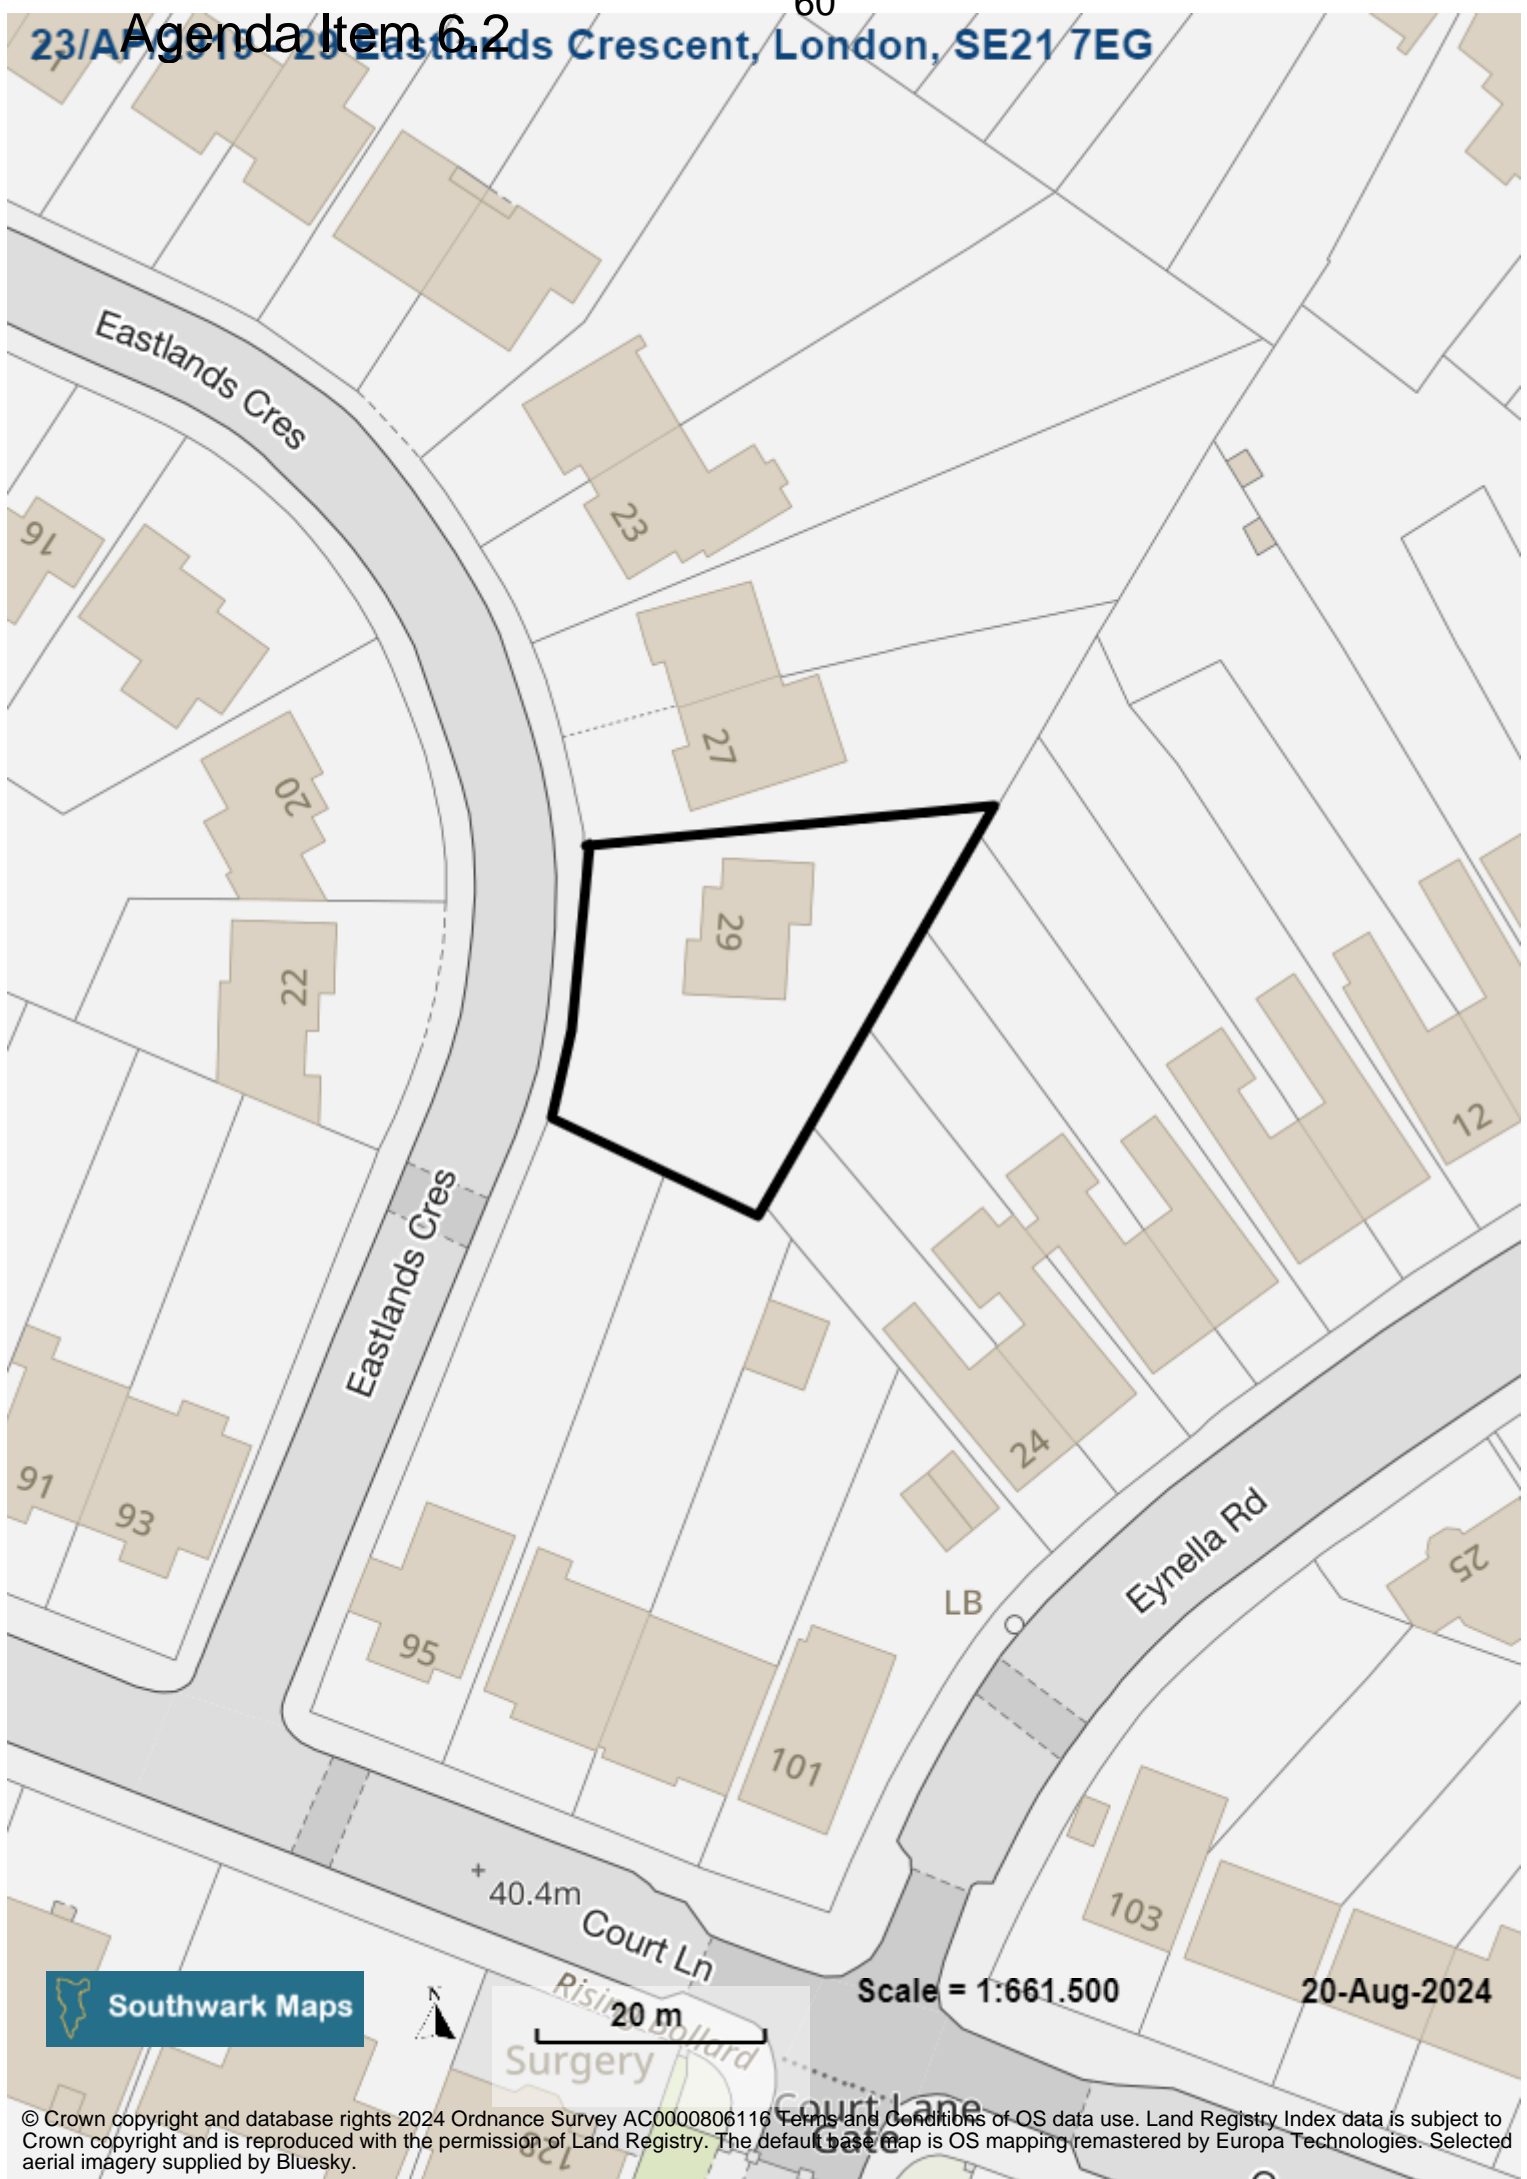 60
Agenda Item 6.2
29 Eastlands Crescent, London, SE21 7EG
Eastlands Cres
16
23
27
20
29
22
12
Eastlands Cres
24
91
93
Eynella Rd
25
LB
95
101
103
40.4m
Court Ln
Southwark Maps
N
Rising Bollard
20 m
Scale = 1:661.500
20-Aug-2024
Surgery
Court Lane
Gate
128
© Crown copyright and database rights 2024 Ordnance Survey AC0000806116 Terms and Conditions of OS data use. Land Registry Index data is subject to
Crown copyright and is reproduced with the permission of Land Registry. The default base map is OS mapping remastered by Europa Technologies. Selected
aerial imagery supplied by Bluesky.